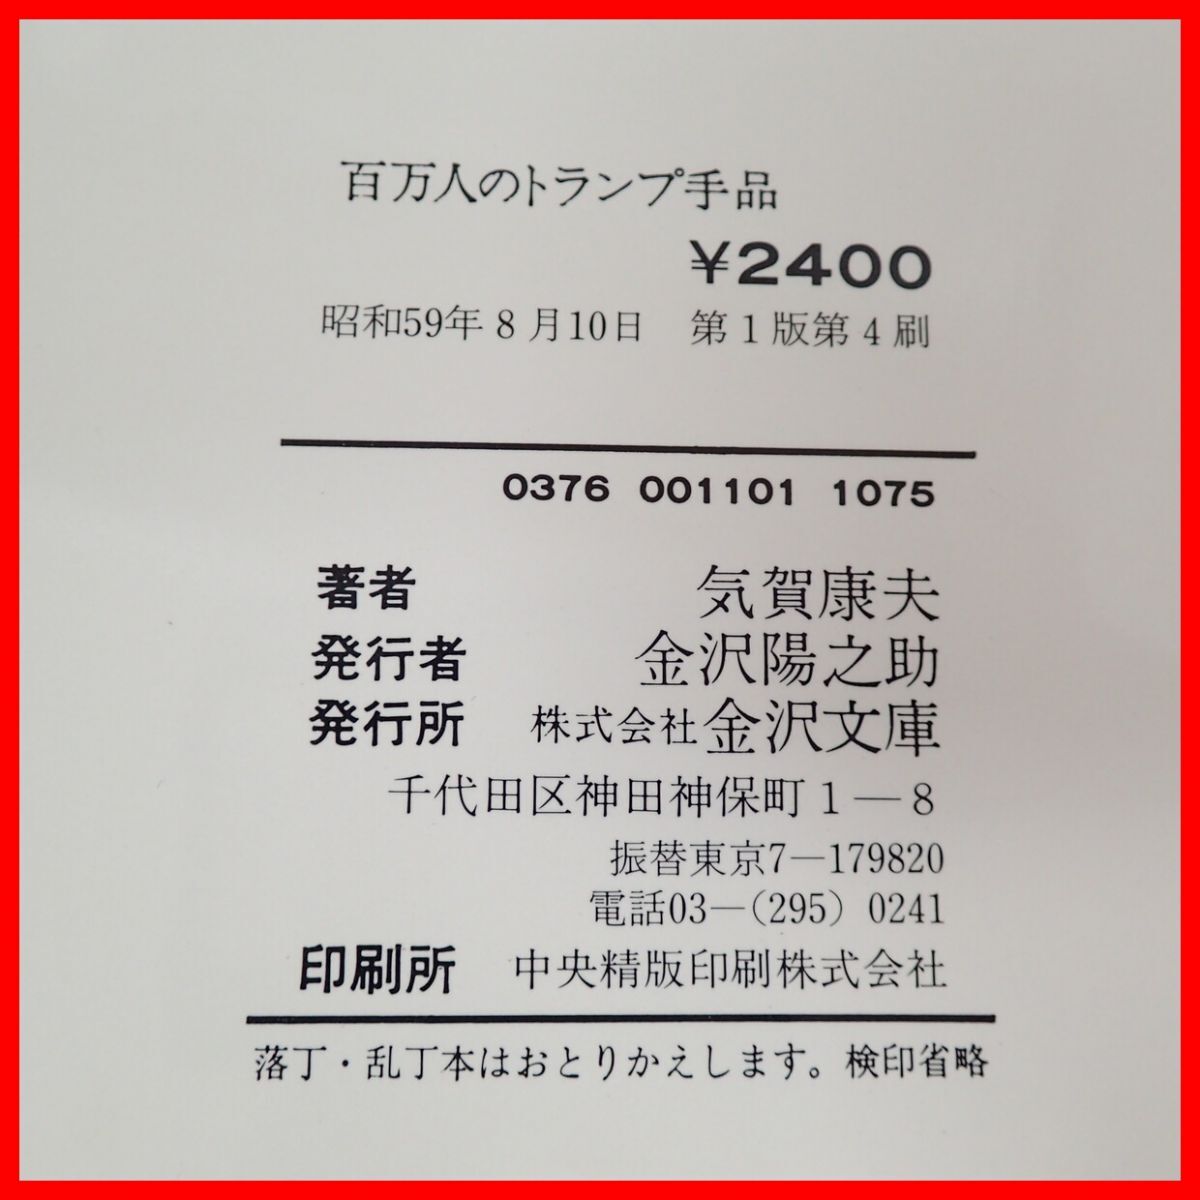 百万人のトランプ手品
¥2400
昭和59年8月10日 第1版第4刷
0376 001101 1075
著者 気賀康夫
発行者 金沢陽之助
発行所 株式会社金沢文庫
千代田区神田神保町1—8
振替東京7—179820
電話03—(295)0241
印刷所 中央精版印刷株式会社
落丁・乱丁本はおとりかえします。検印省略